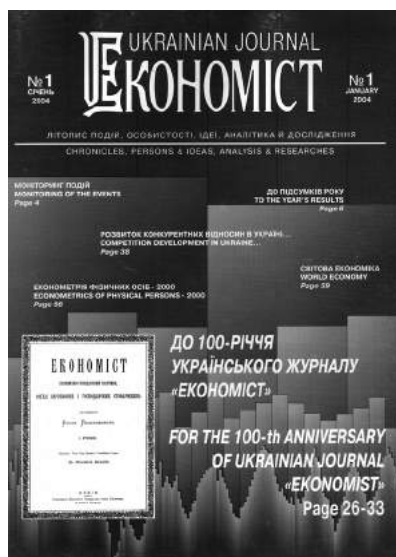 UKRAINIAN JOURNAL
ЕКОНОМІСТ
№1
СІЧЕНЬ
2004
№1
JANUARY
2004
ЛІТОПИС ПОДІЙ, ОСОБИСТОСТІ, ІДЕЇ, АНАЛІТИКА Й ДОСЛІДЖЕННЯ
CHRONICLES, PERSONS & IDEAS, ANALYSIS & RESEARCHES
МОНІТОРИНГ ПОДІЙ
MONITORING OF THE EVENTS
Page 4
ДО ПІДСУМКІВ РОКУ
TO THE YEAR'S RESULTS
Page 6
РОЗВИТОК КОНКУРЕНТНИХ ВІДНОСИН В УКРАЇНІ...
COMPETITION DEVELOPMENT IN UKRAINE...
Page 35
СВІТОВА ЕКОНОМІКА
WORLD ECONOMY
Page 59
ЕКОНОМЕТРІЯ ФІЗИЧНИХ ОСІБ - 2000
ECONOMETRICS OF PHYSICAL PERSONS - 2000
Page 66
ЕКОНОМІСТ
ДО 100-РІЧЧЯ
УКРАЇНСЬКОГО ЖУРНАЛУ
«ЕКОНОМІСТ»
FOR THE 100-th ANNIVERSARY
OF UKRAINIAN JOURNAL
«EKONOMIST»
Page 26-33